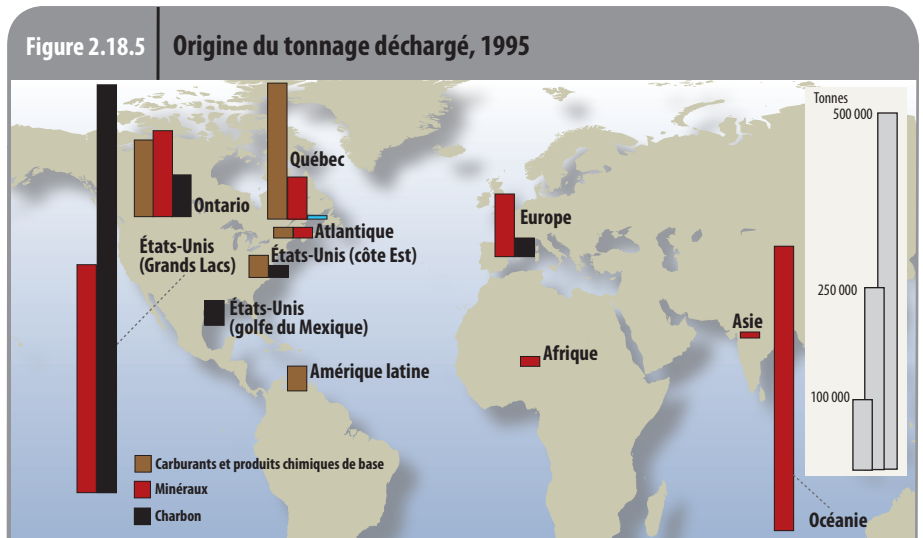 Figure 2.18.5
Origine du tonnage déchargé, 1995
Tonnes
500 000
250 000
100 000
Québec
Ontario
Atlantique
États-Unis
(Grands Lacs)
États-Unis (côte Est)
États-Unis
(golfe du Mexique)
Amérique latine
Europe
Afrique
Asie
Océanie
Carburants et produits chimiques de base
Minéraux
Charbon